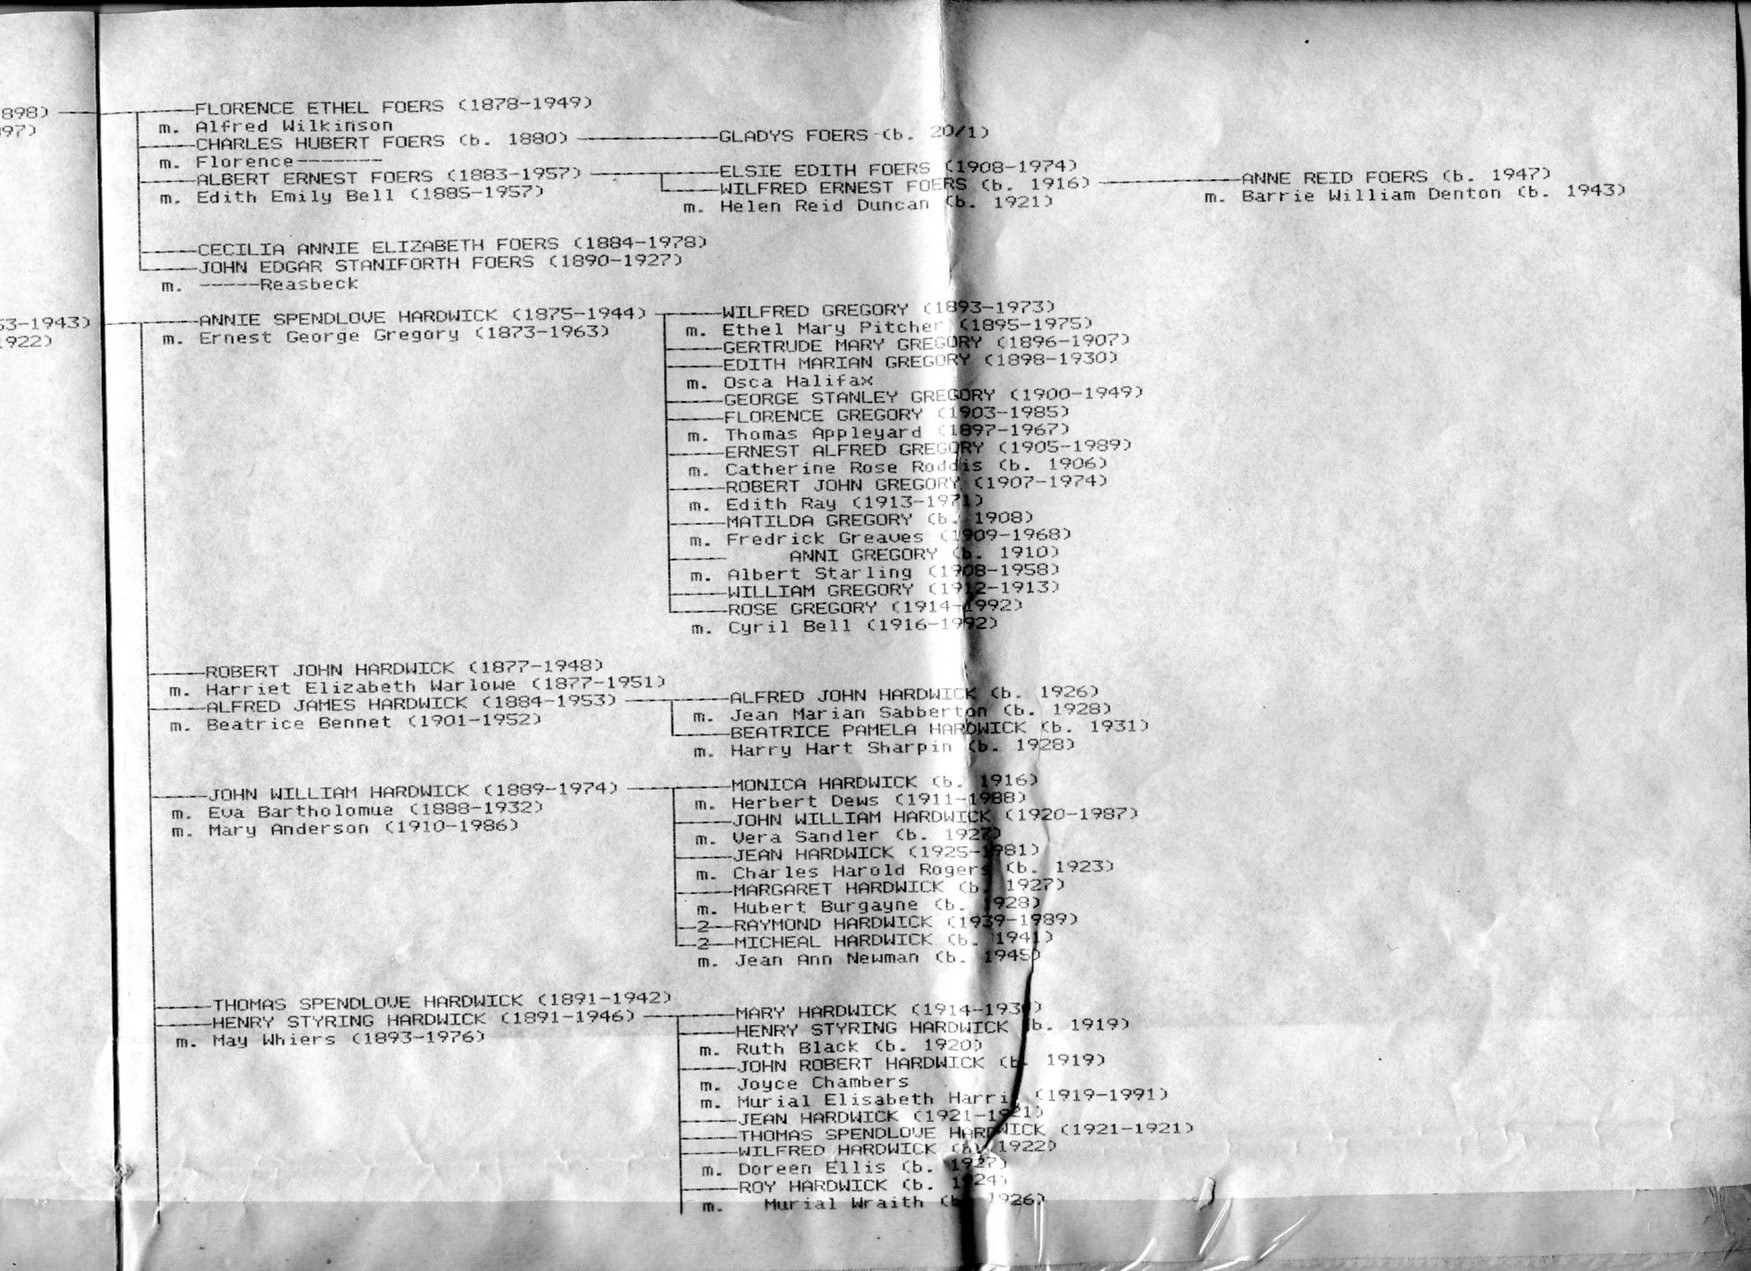 898) FLORENCE ETHEL FOERS (1878-1949)
897)
m. Alfred Wilkinson
CHARLES HUBERT FOERS (b. 1880) GLADYS FOERS (b. 20/1)
m. Florence--------
ALBERT ERNEST FOERS (1883-1957) ELSIE EDITH FOERS (1908-1974)
m. Edith Emily Bell (1885-1957) WILFRED ERNEST FOERS (b. 1916) ANNE REID FOERS (b. 1947)
m. Helen Reid Duncan (b. 1921) m. Barrie William Denton (b. 1943)
CECILIA ANNIE ELIZABETH FOERS (1884-1978)
JOHN EDGAR STANIFORTH FOERS (1890-1927)
m. -----Reasbeck
53-1943) ANNIE SPENDLOVE HARDWICK (1875-1944) WILFRED GREGORY (1893-1973)
1922) m. Ernest George Gregory (1873-1963) m. Ethel Mary Pitcher (1895-1975)
GERTRUDE MARY GREGORY (1896-1907)
EDITH MARIAN GREGORY (1898-1930)
m. Osca Halifax
GEORGE STANLEY GREGORY (1900-1949)
FLORENCE GREGORY (1903-1985)
m. Thomas Appleyard (1897-1967)
ERNEST ALFRED GREGORY (1905-1989)
m. Catherine Rose Roddis (b. 1906)
ROBERT JOHN GREGORY (1907-1974)
m. Edith Ray (1913-1971)
MATILDA GREGORY (b. 1908)
m. Fredrick Greaves (1909-1968)
ANNI GREGORY (b. 1910)
m. Albert Starling (1908-1958)
WILLIAM GREGORY (1912-1913)
ROSE GREGORY (1914-1992)
m. Cyril Bell (1916-1992)
ROBERT JOHN HARDWICK (1877-1948)
m. Harriet Elizabeth Warlowe (1877-1951)
ALFRED JAMES HARDWICK (1884-1953) ALFRED JOHN HARDWICK (b. 1926)
m. Beatrice Bennet (1901-1952) m. Jean Marian Sabberton (b. 1928)
BEATRICE PAMELA HARDWICK (b. 1931)
m. Harry Hart Sharpin (b. 1928)
JOHN WILLIAM HARDWICK (1889-1974) MONICA HARDWICK (b. 1916)
m. Eva Bartholomue (1888-1932) m. Herbert Dews (1911-1988)
m. Mary Anderson (1910-1986) JOHN WILLIAM HARDWICK (1920-1987)
m. Vera Sandler (b. 1927)
JEAN HARDWICK (1925-1981)
m. Charles Harold Rogers (b. 1923)
MARGARET HARDWICK (b. 1927)
m. Hubert Burgayne (b. 1928)
2 RAYMOND HARDWICK (1939-1989)
2 MICHEAL HARDWICK (b. 1941)
m. Jean Ann Newman (b. 1945)
THOMAS SPENDLOVE HARDWICK (1891-1942)
HENRY STYRING HARDWICK (1891-1946) MARY HARDWICK (1914-193
m. May Whiers (1893-1976) HENRY STYRING HARDWICK (b. 1919)
m. Ruth Black (b. 1920)
JOHN ROBERT HARDWICK (b. 1919)
m. Joyce Chambers
m. Murial Elisabeth Harris (1919-1991)
JEAN HARDWICK (1921-1921)
THOMAS SPENDLOVE HARDWICK (1921-1921)
WILFRED HARDWICK (b. 1922)
m. Doreen Ellis (b. 1927)
ROY HARDWICK (b. 1924)
m. Murial Wraith (b. 1926)